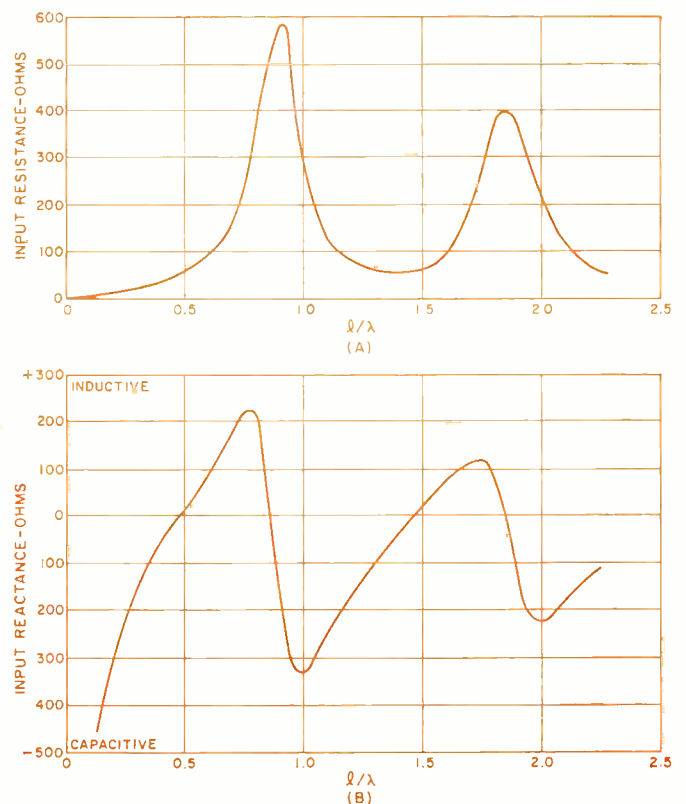 600
500
400
300
200
100
0
INPUT RESISTANCE-OHMS
0 0.5 1.0 1.5 2.0 2.5
ℓ/λ
(A)
+300
INDUCTIVE
200
100
0
100
200
300
400
CAPACITIVE
-500
INPUT REACTANCE-OHMS
0 0.5 1.0 1.5 2.0 2.5
ℓ/λ
(B)